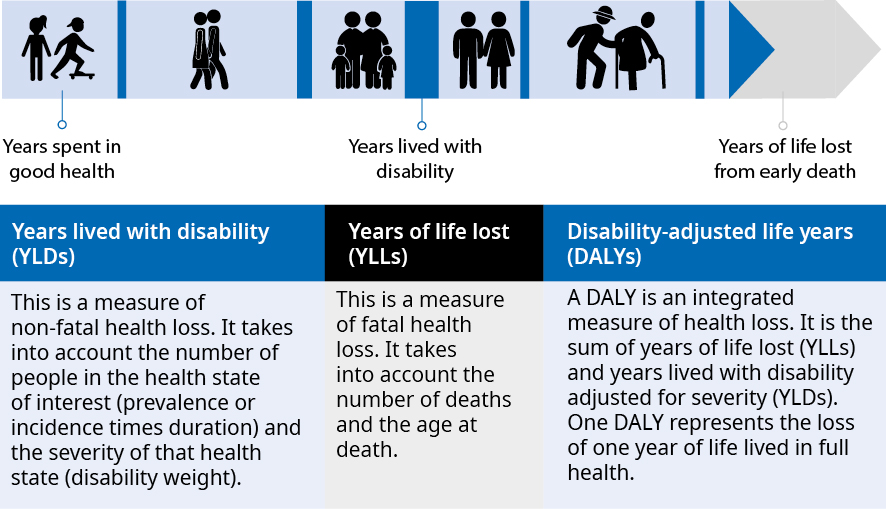 Years spent in
good health
Years lived with
disability
Years of life lost
from early death
Years lived with disability
(YLDs)
This is a measure of
non-fatal health loss. It takes
into account the number of
people in the health state
of interest (prevalence or
incidence times duration) and
the severity of that health
state (disability weight).
Years of life lost
(YLLs)
This is a measure
of fatal health
loss. It takes
into account the
number of deaths
and the age at
death.
Disability-adjusted life years
(DALYs)
A DALY is an integrated
measure of health loss. It is the
sum of years of life lost (YLLs)
and years lived with disability
adjusted for severity (YLDs).
One DALY represents the loss
of one year of life lived in full
health.